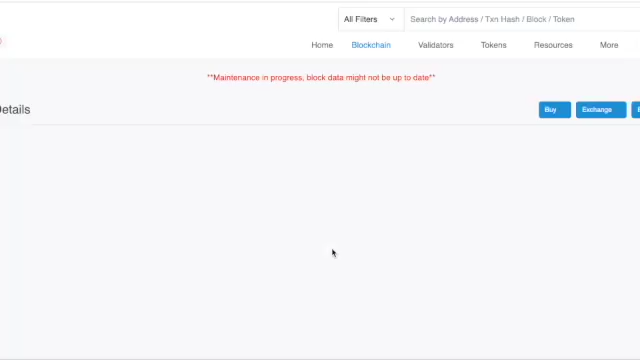 All Filters
Search by Address / Txn Hash / Block / Token
Home Blockchain Validators Tokens Resources More
**Maintenance in progress, block data might not be up to date**
Details
Buy Exchange